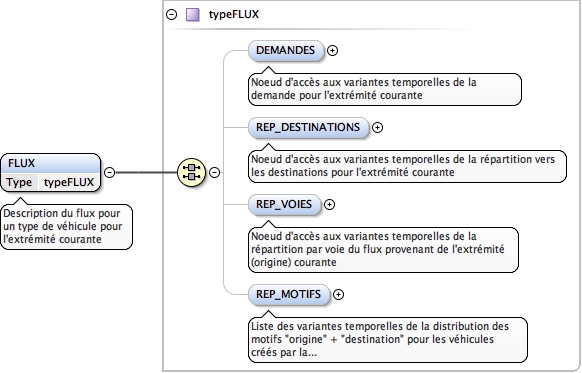 typeFLUX
DEMANDES
Noeud d'accès aux variantes temporelles de la
demande pour l'extrémité courante
REP_DESTINATIONS
Noeud d'accès aux variantes temporelles de la répartition vers
les destinations pour l'extrémité courante
FLUX
Type typeFLUX
Description du flux pour
un type de véhicule pour
l'extrémité courante
REP_VOIES
Noeud d'accès aux variantes temporelles de la
répartition par voie du flux provenant de l'extrémité
(origine) courante
REP_MOTIFS
Liste des variantes temporelles de la distribution des
motifs "origine" + "destination" pour les véhicules
créés par la...